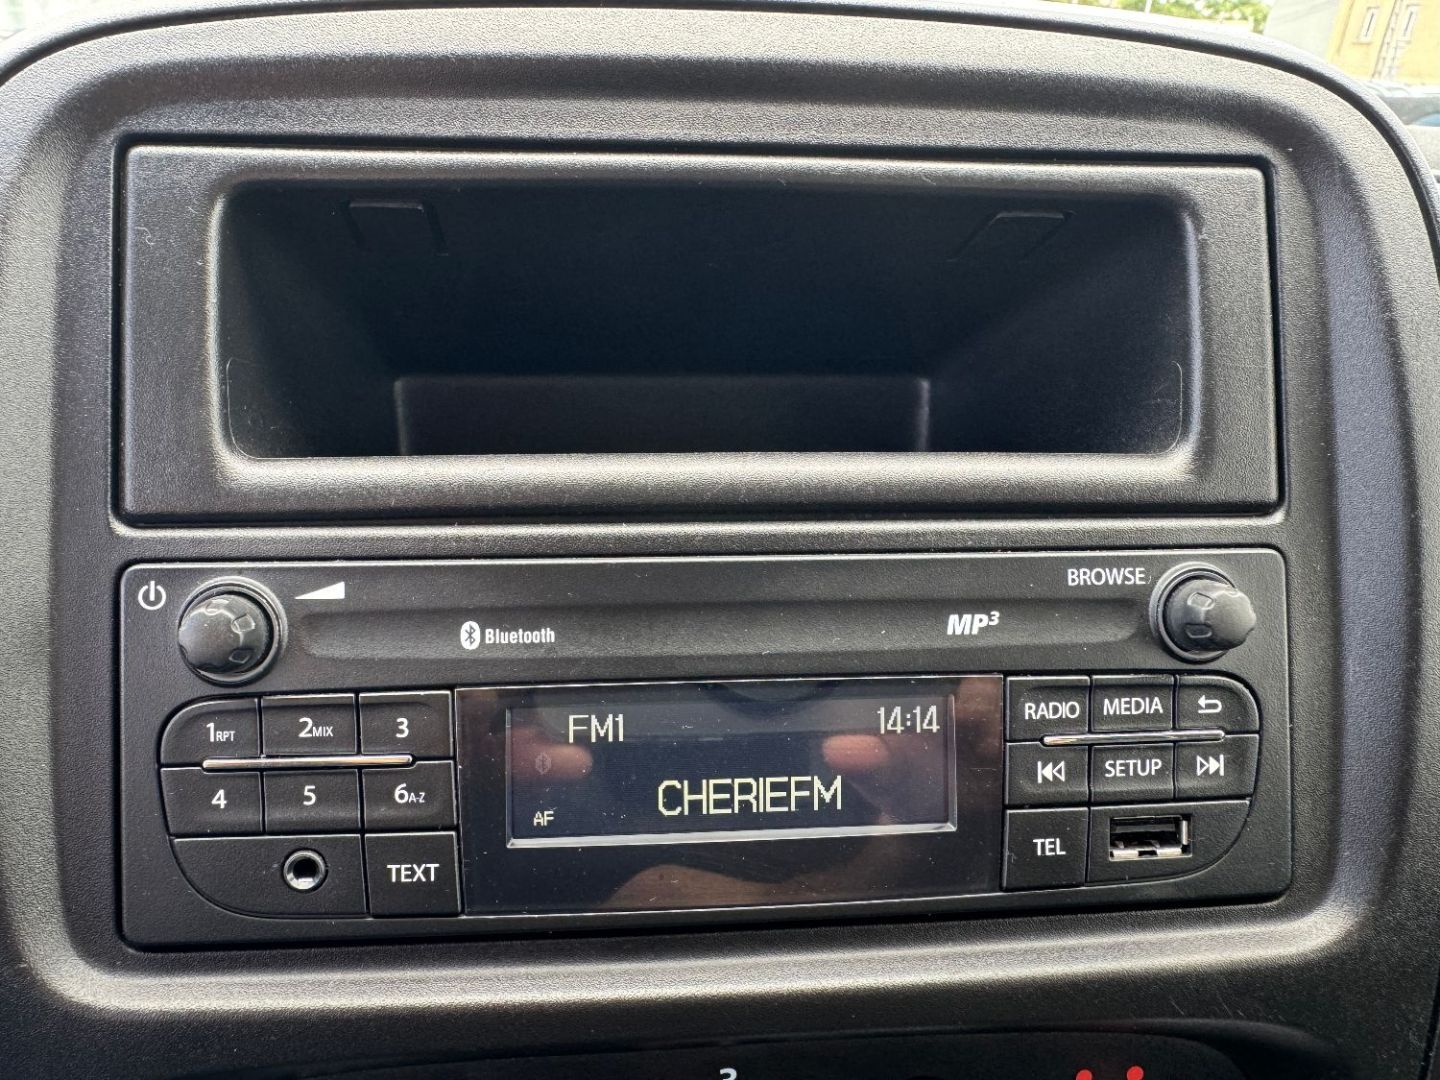 BROWSE
Bluetooth
MP3
1RPT 2MIX 3
4 5 6A-Z
TEXT
FM1 14:14
CHERIEFM
AF
RADIO MEDIA
SETUP
TEL
3